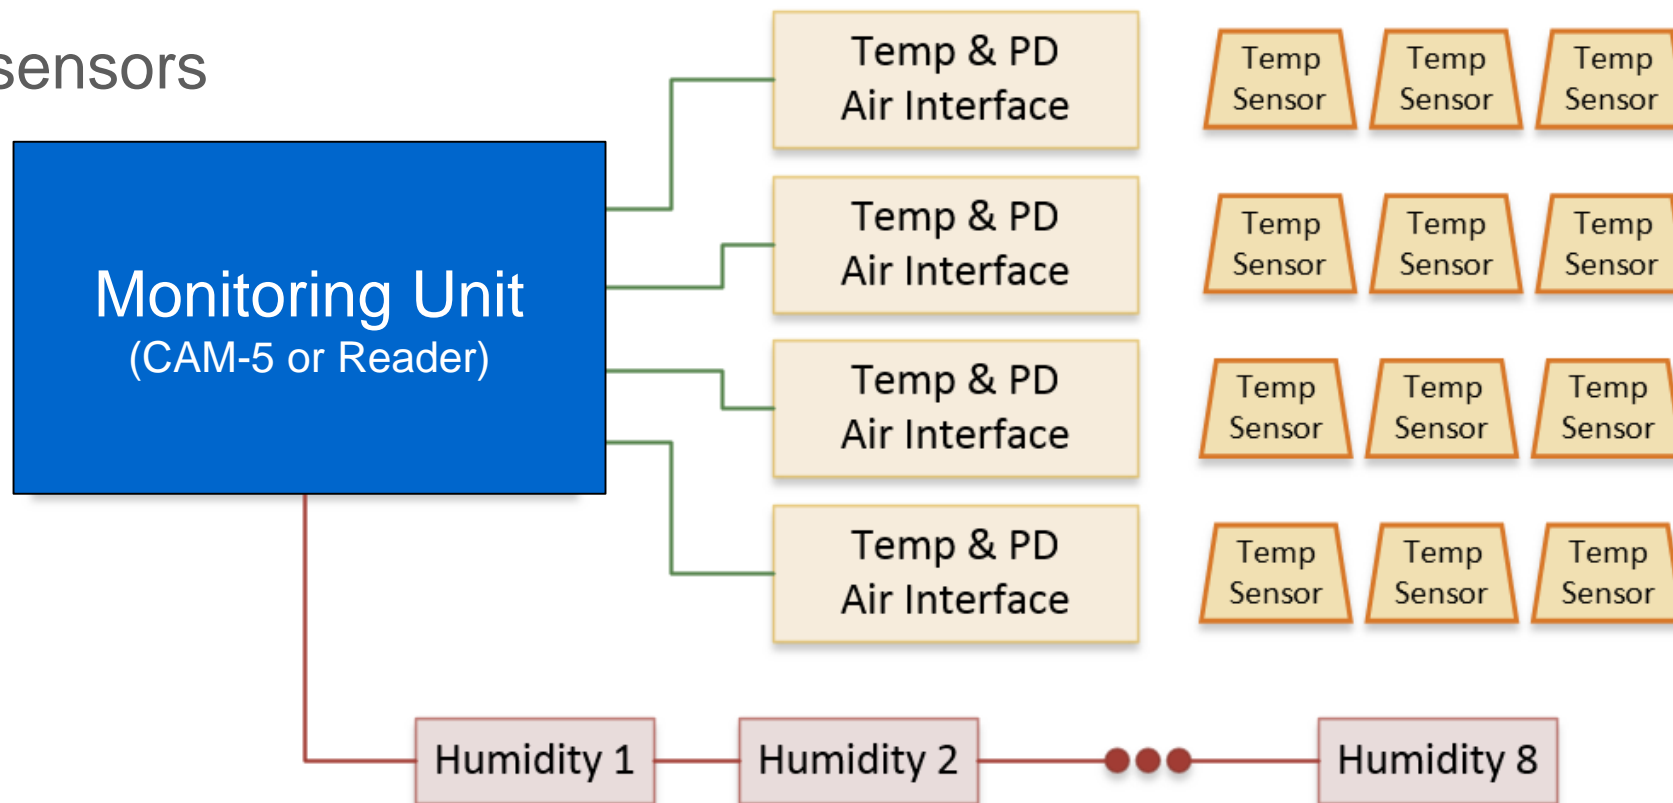 sensors
Monitoring Unit
(CAM-5 or Reader)
Temp & PD
Air Interface
Temp
Sensor
Temp
Sensor
Temp
Sensor
Temp & PD
Air Interface
Temp
Sensor
Temp
Sensor
Temp
Sensor
Temp & PD
Air Interface
Temp
Sensor
Temp
Sensor
Temp
Sensor
Temp & PD
Air Interface
Temp
Sensor
Temp
Sensor
Temp
Sensor
Humidity 1
Humidity 2
Humidity 8